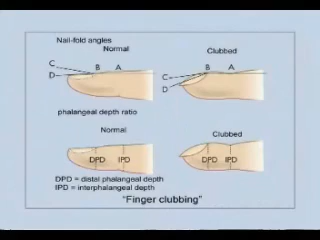 Nail-fold angles
Normal
Clubbed
C
B A
D
C
B A
D
phalangeal depth ratio
Normal
Clubbed
DPD IPD
DPD IPD
DPD = distal phalangeal depth
IPD = interphalangeal depth
"Finger clubbing"